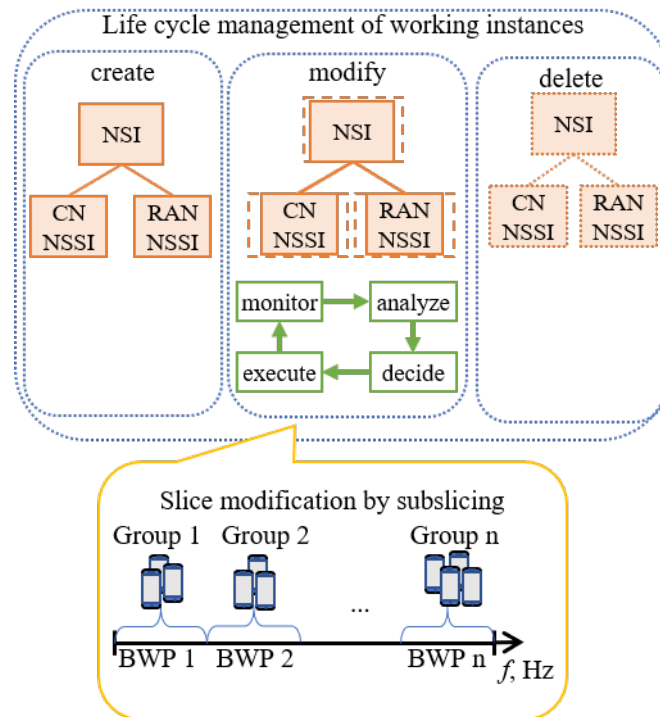 Life cycle management of working instances
create
NSI
CN
NSSI
RAN
NSSI
modify
NSI
CN
NSSI
RAN
NSSI
monitor
analyze
execute
decide
delete
NSI
CN
NSSI
RAN
NSSI
Slice modification by subslicing
Group 1
Group 2
Group n
...
BWP 1
BWP 2
BWP n
f, Hz